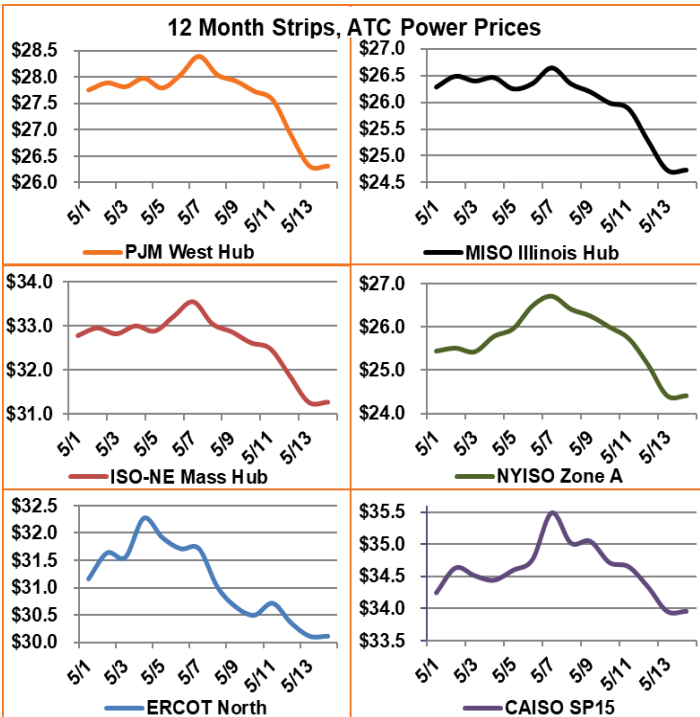 12 Month Strips, ATC Power Prices
$28.5
$28.0
$27.5
$27.0
$26.5
$26.0
5/1 5/3 5/5 5/7 5/9 5/11 5/13
PJM West Hub
$27.0
$26.5
$26.0
$25.5
$25.0
$24.5
5/1 5/3 5/5 5/7 5/9 5/11 5/13
MISO Illinois Hub
$34.0
$33.0
$32.0
$31.0
5/1 5/3 5/5 5/7 5/9 5/11 5/13
ISO-NE Mass Hub
$27.0
$26.0
$25.0
$24.0
5/1 5/3 5/5 5/7 5/9 5/11 5/13
NYISO Zone A
$32.5
$32.0
$31.5
$31.0
$30.5
$30.0
5/1 5/3 5/5 5/7 5/9 5/11 5/13
ERCOT North
$35.5
$35.0
$34.5
$34.0
$33.5
5/1 5/3 5/5 5/7 5/9 5/11 5/13
CAISO SP15